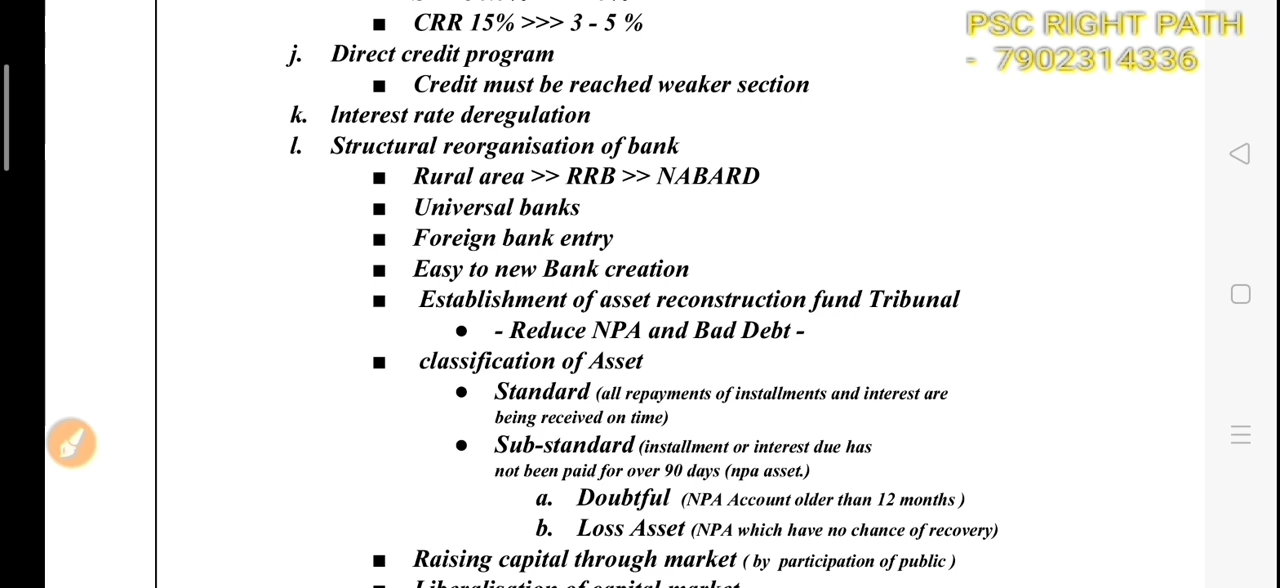 CRR 15% >>> 3 - 5 %
PSC RIGHT PATH
- 7902314336
j. Direct credit program
■ Credit must be reached weaker section
k. Interest rate deregulation
l. Structural reorganisation of bank
■ Rural area >> RRB >> NABARD
■ Universal banks
■ Foreign bank entry
■ Easy to new Bank creation
■ Establishment of asset reconstruction fund Tribunal
● - Reduce NPA and Bad Debt -
■ classification of Asset
● Standard (all repayments of installments and interest are
being received on time)
● Sub-standard (installment or interest due has
not been paid for over 90 days (npa asset.)
a. Doubtful (NPA Account older than 12 months )
b. Loss Asset (NPA which have no chance of recovery)
■ Raising capital through market ( by participation of public )
■ Liberalisation of capital market